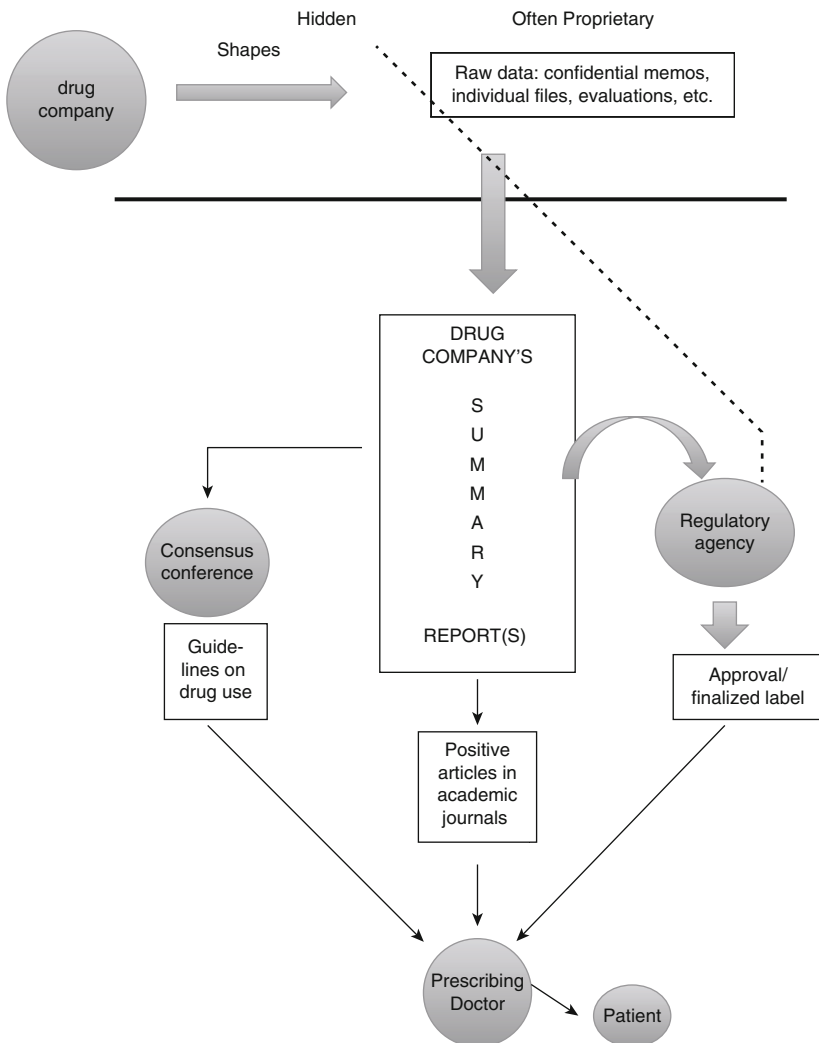 Hidden
Often Proprietary
Shapes
drug
company
Raw data: confidential memos,
individual files, evaluations, etc.
DRUG
COMPANY'S
S
U
M
M
A
R
Y
REPORT(S)
Consensus
conference
Guide-
lines on
drug use
Regulatory
agency
Approval/
finalized label
Positive
articles in
academic
journals
Prescribing
Doctor
Patient